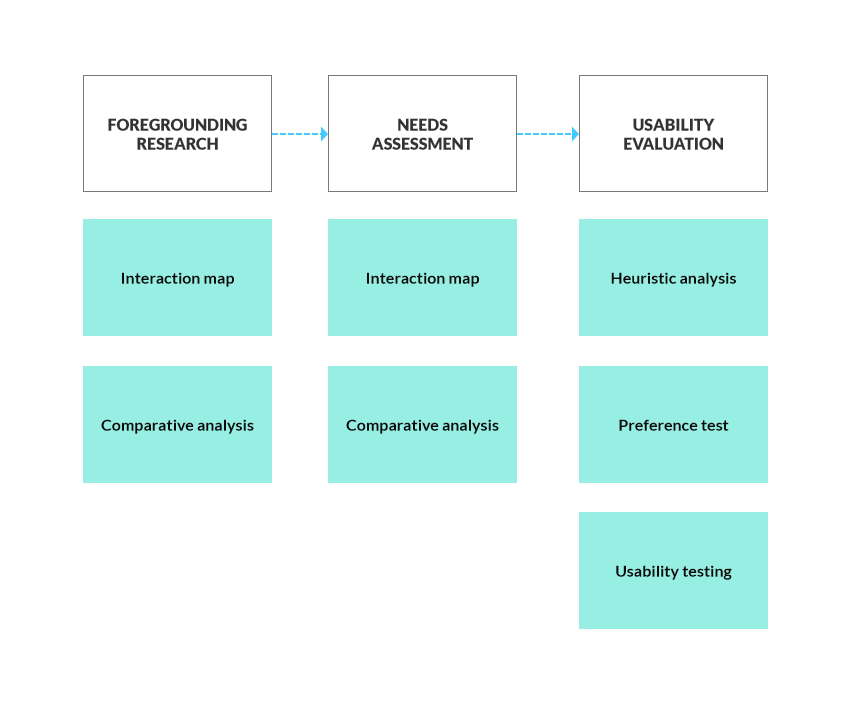 FOREGROUNDING
RESEARCH
NEEDS
ASSESSMENT
USABILITY
EVALUATION
Interaction map
Interaction map
Heuristic analysis
Comparative analysis
Comparative analysis
Preference test
Usability testing